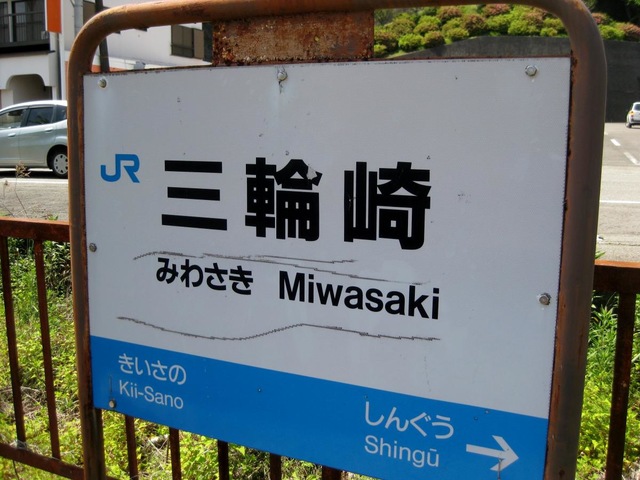 JR 三輪崎
みわさき Miwasaki
きいさの
Kii-Sano
しんぐう
Shingū →